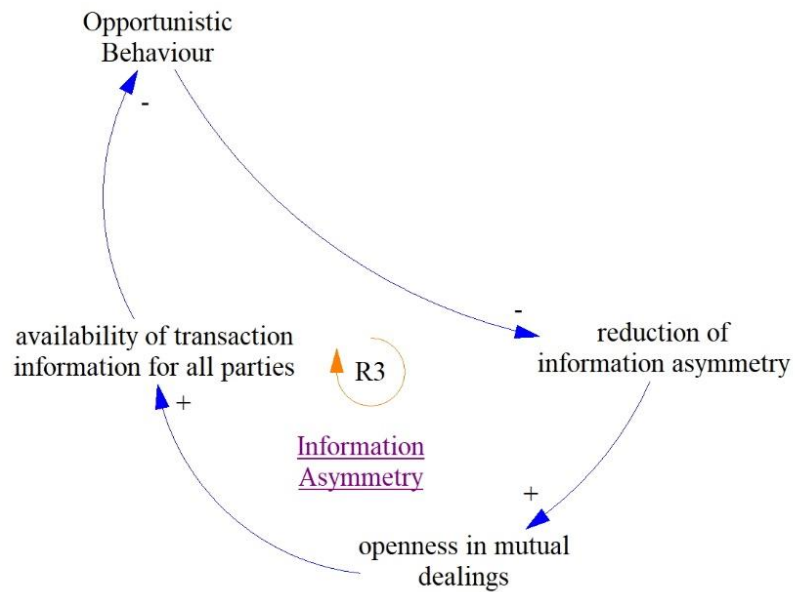 Opportunistic
Behaviour
-
-
availability of transaction
information for all parties
+
R3
reduction of
information asymmetry
Information
Asymmetry
+
openness in mutual
dealings